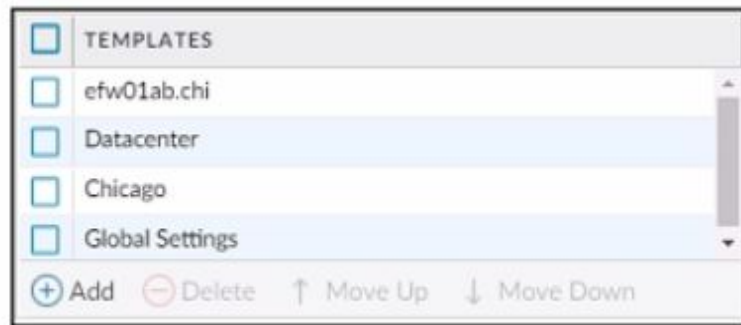 TEMPLATES
efw01ab.chi
Datacenter
Chicago
Global Settings
Add Delete Move Up Move Down